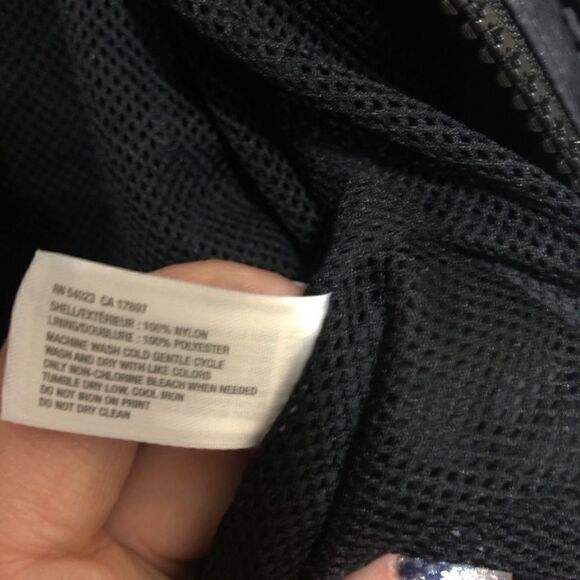 RN 54023 CA 17897
SHELL/EXTÉRIEUR : 100% NYLON
LINING/DOUBLURE : 100% POLYESTER
MACHINE WASH COLD GENTLE CYCLE
WASH AND DRY WITH LIKE COLORS
ONLY NON-CHLORINE BLEACH WHEN NEEDED
TUMBLE DRY LOW, COOL IRON
DO NOT IRON ON PRINT
DO NOT DRY CLEAN